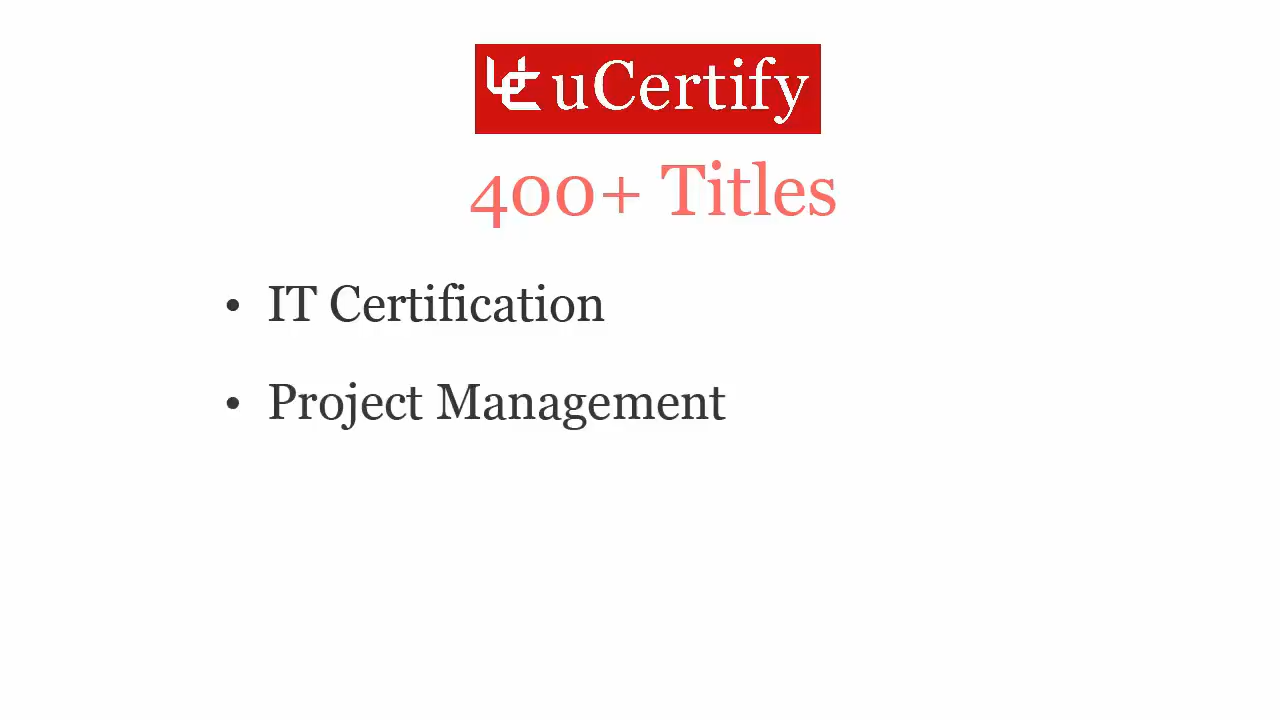 uCertify
400+ Titles
• IT Certification
• Project Management